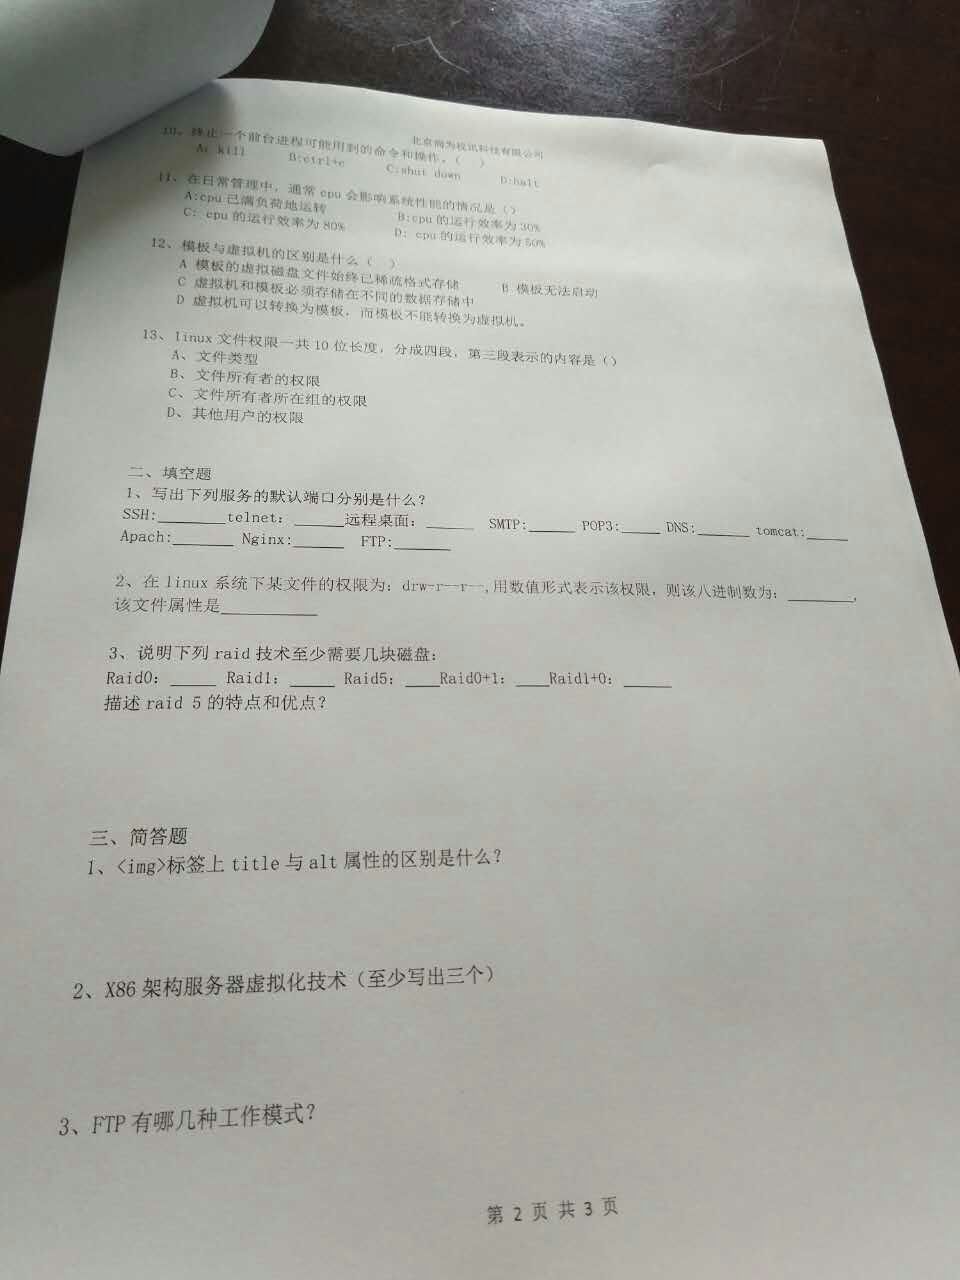 北京海为视讯科技有限公司
10、终止一个前台进程可能用到的命令和操作。（ ）
A: kill B:ctrl+c C:shut down D:halt
11、在日常管理中，通常 cpu 会影响系统性能的情况是（）
A:cpu 已满负荷地运转 B:cpu 的运行效率为 30%
C: cpu 的运行效率为 80% D: cpu 的运行效率为 50%
12、模板与虚拟机的区别是什么（ ）
A 模板的虚拟磁盘文件始终已稀疏格式存储 B 模板无法启动
C 虚拟机和模板必须存储在不同的数据存储中
D 虚拟机可以转换为模板，而模板不能转换为虚拟机。
13、linux 文件权限一共 10 位长度，分成四段，第三段表示的内容是（）
A、文件类型
B、文件所有者的权限
C、文件所有者所在组的权限
D、其他用户的权限
二、填空题
1、写出下列服务的默认端口分别是什么？
SSH:_______telnet: _____远程桌面: _____ SMTP:_____ POP3:____ DNS:_____ tomcat:____
Apach:______ Nginx:_____ FTP:______
2、在 linux 系统下某文件的权限为: drw-r--r--,用数值形式表示该权限，则该八进制数为: _______,
该文件属性是__________
3、说明下列 raid 技术至少需要几块磁盘:
Raid0: _____ Raid1: _____ Raid5: ____Raid0+1: ____Raid1+0: _____
描述 raid 5 的特点和优点？
三、简答题
1、<img>标签上 title 与 alt 属性的区别是什么？
2、X86 架构服务器虚拟化技术（至少写出三个）
3、FTP 有哪几种工作模式？
第 2 页 共 3 页